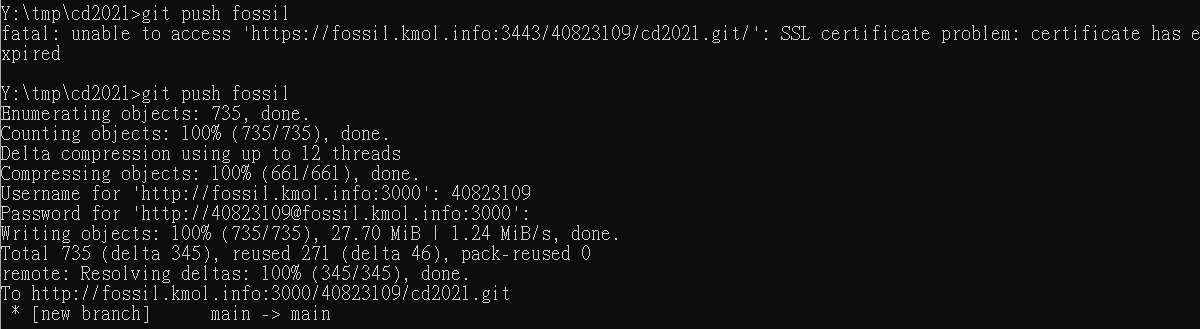 Y:\tmp\cd2021>git push fossil
fatal: unable to access 'https://fossil.kmol.info:3443/40823109/cd2021.git/': SSL certificate problem: certificate has e
xpired
Y:\tmp\cd2021>git push fossil
Enumerating objects: 735, done.
Counting objects: 100% (735/735), done.
Delta compression using up to 12 threads
Compressing objects: 100% (661/661), done.
Username for 'http://fossil.kmol.info:3000': 40823109
Password for 'http://40823109@fossil.kmol.info:3000':
Writing objects: 100% (735/735), 27.70 MiB | 1.24 MiB/s, done.
Total 735 (delta 345), reused 271 (delta 46), pack-reused 0
remote: Resolving deltas: 100% (345/345), done.
To http://fossil.kmol.info:3000/40823109/cd2021.git
 * [new branch]      main -> main